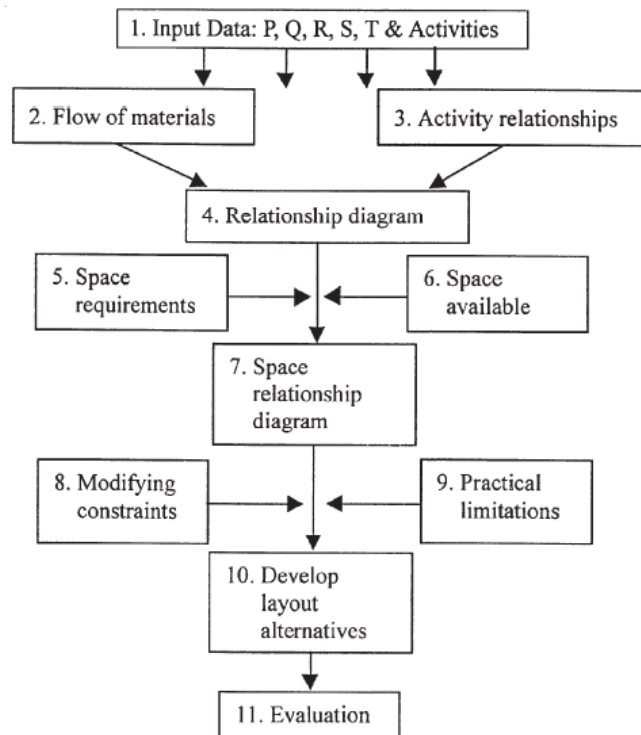 1. Input Data: P, Q, R, S, T & Activities
2. Flow of materials
3. Activity relationships
4. Relationship diagram
5. Space
requirements
6. Space
available
7. Space
relationship
diagram
8. Modifying
constraints
9. Practical
limitations
10. Develop
layout
alternatives
11. Evaluation